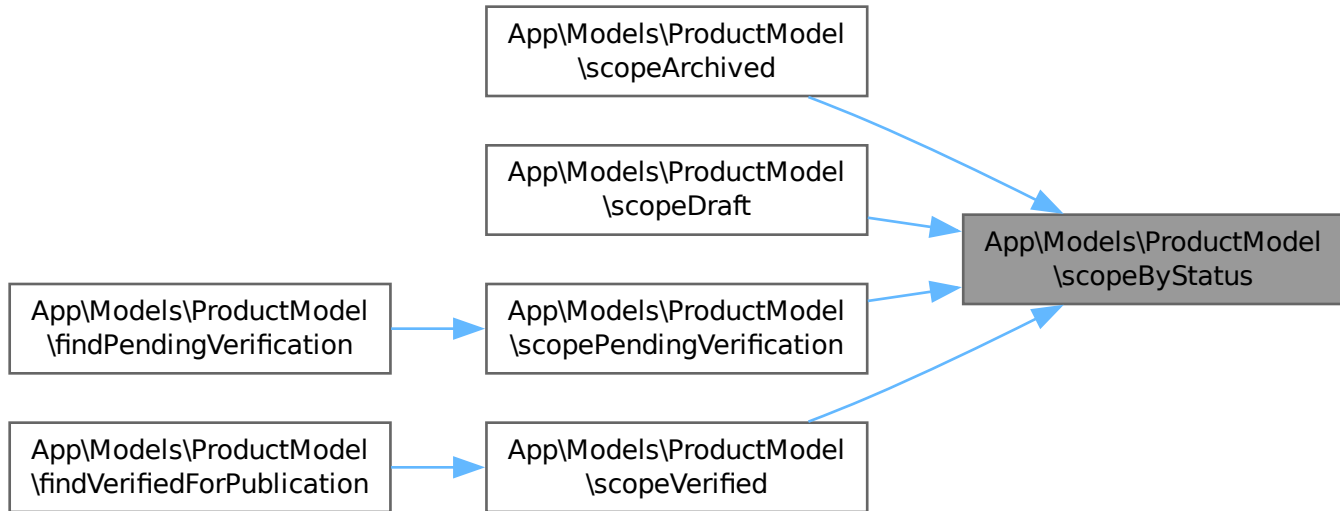 App\Models\ProductModel
\scopeArchived
App\Models\ProductModel
\scopeDraft
App\Models\ProductModel
\scopeByStatus
App\Models\ProductModel
\findPendingVerification
App\Models\ProductModel
\scopePendingVerification
App\Models\ProductModel
\findVerifiedForPublication
App\Models\ProductModel
\scopeVerified